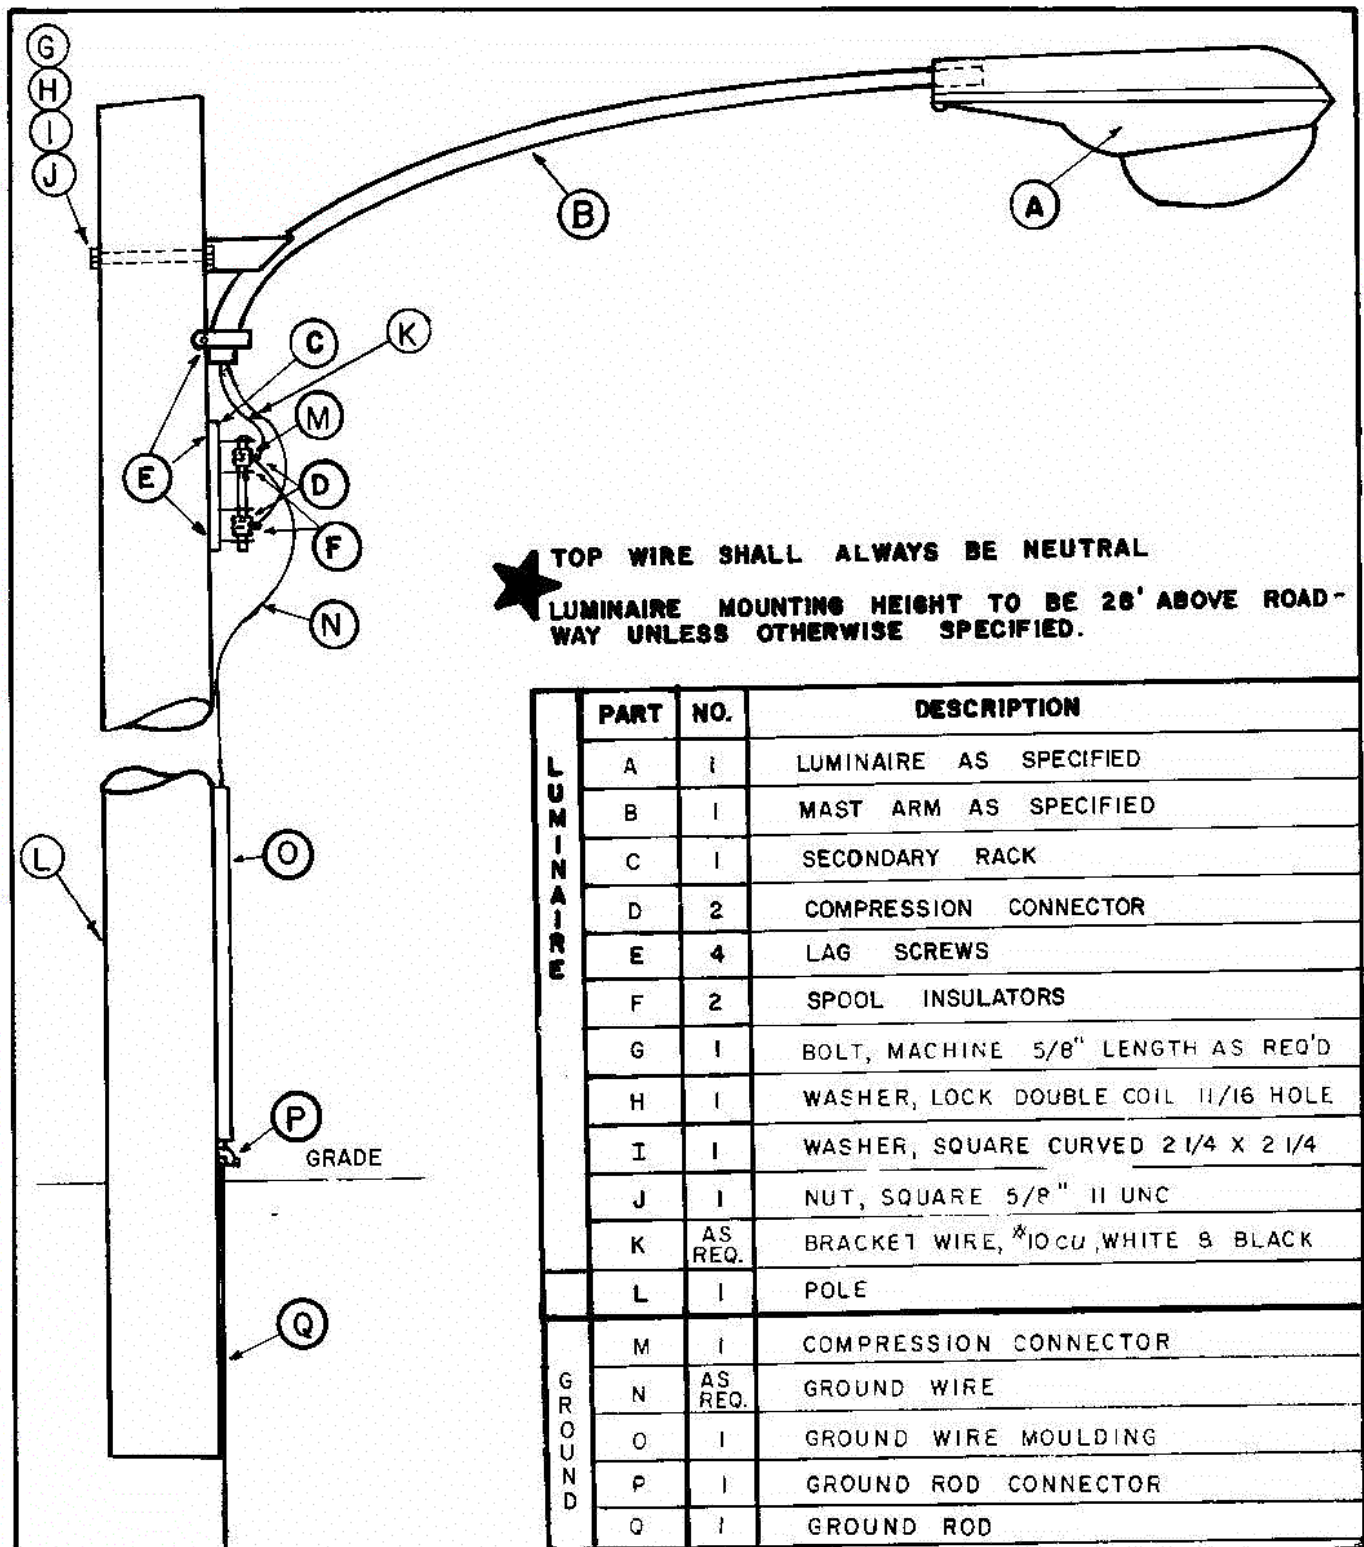 G
H
I
J
B
A
C
K
M
E
D
F
N
TOP WIRE SHALL ALWAYS BE NEUTRAL
LUMINAIRE MOUNTING HEIGHT TO BE 28' ABOVE ROAD-
WAY UNLESS OTHERWISE SPECIFIED.
L
O
P
GRADE
Q
LUMINAIRE
PART NO. DESCRIPTION
A 1 LUMINAIRE AS SPECIFIED
B 1 MAST ARM AS SPECIFIED
C 1 SECONDARY RACK
D 2 COMPRESSION CONNECTOR
E 4 LAG SCREWS
F 2 SPOOL INSULATORS
G 1 BOLT, MACHINE 5/8" LENGTH AS REQ'D
H 1 WASHER, LOCK DOUBLE COIL 11/16 HOLE
I 1 WASHER, SQUARE CURVED 2 1/4 X 2 1/4
J 1 NUT, SQUARE 5/8" 11 UNC
K AS REQ. BRACKET WIRE, #10 CU, WHITE & BLACK
L 1 POLE
GROUND
M 1 COMPRESSION CONNECTOR
N AS REQ. GROUND WIRE
O 1 GROUND WIRE MOULDING
P 1 GROUND ROD CONNECTOR
Q 1 GROUND ROD